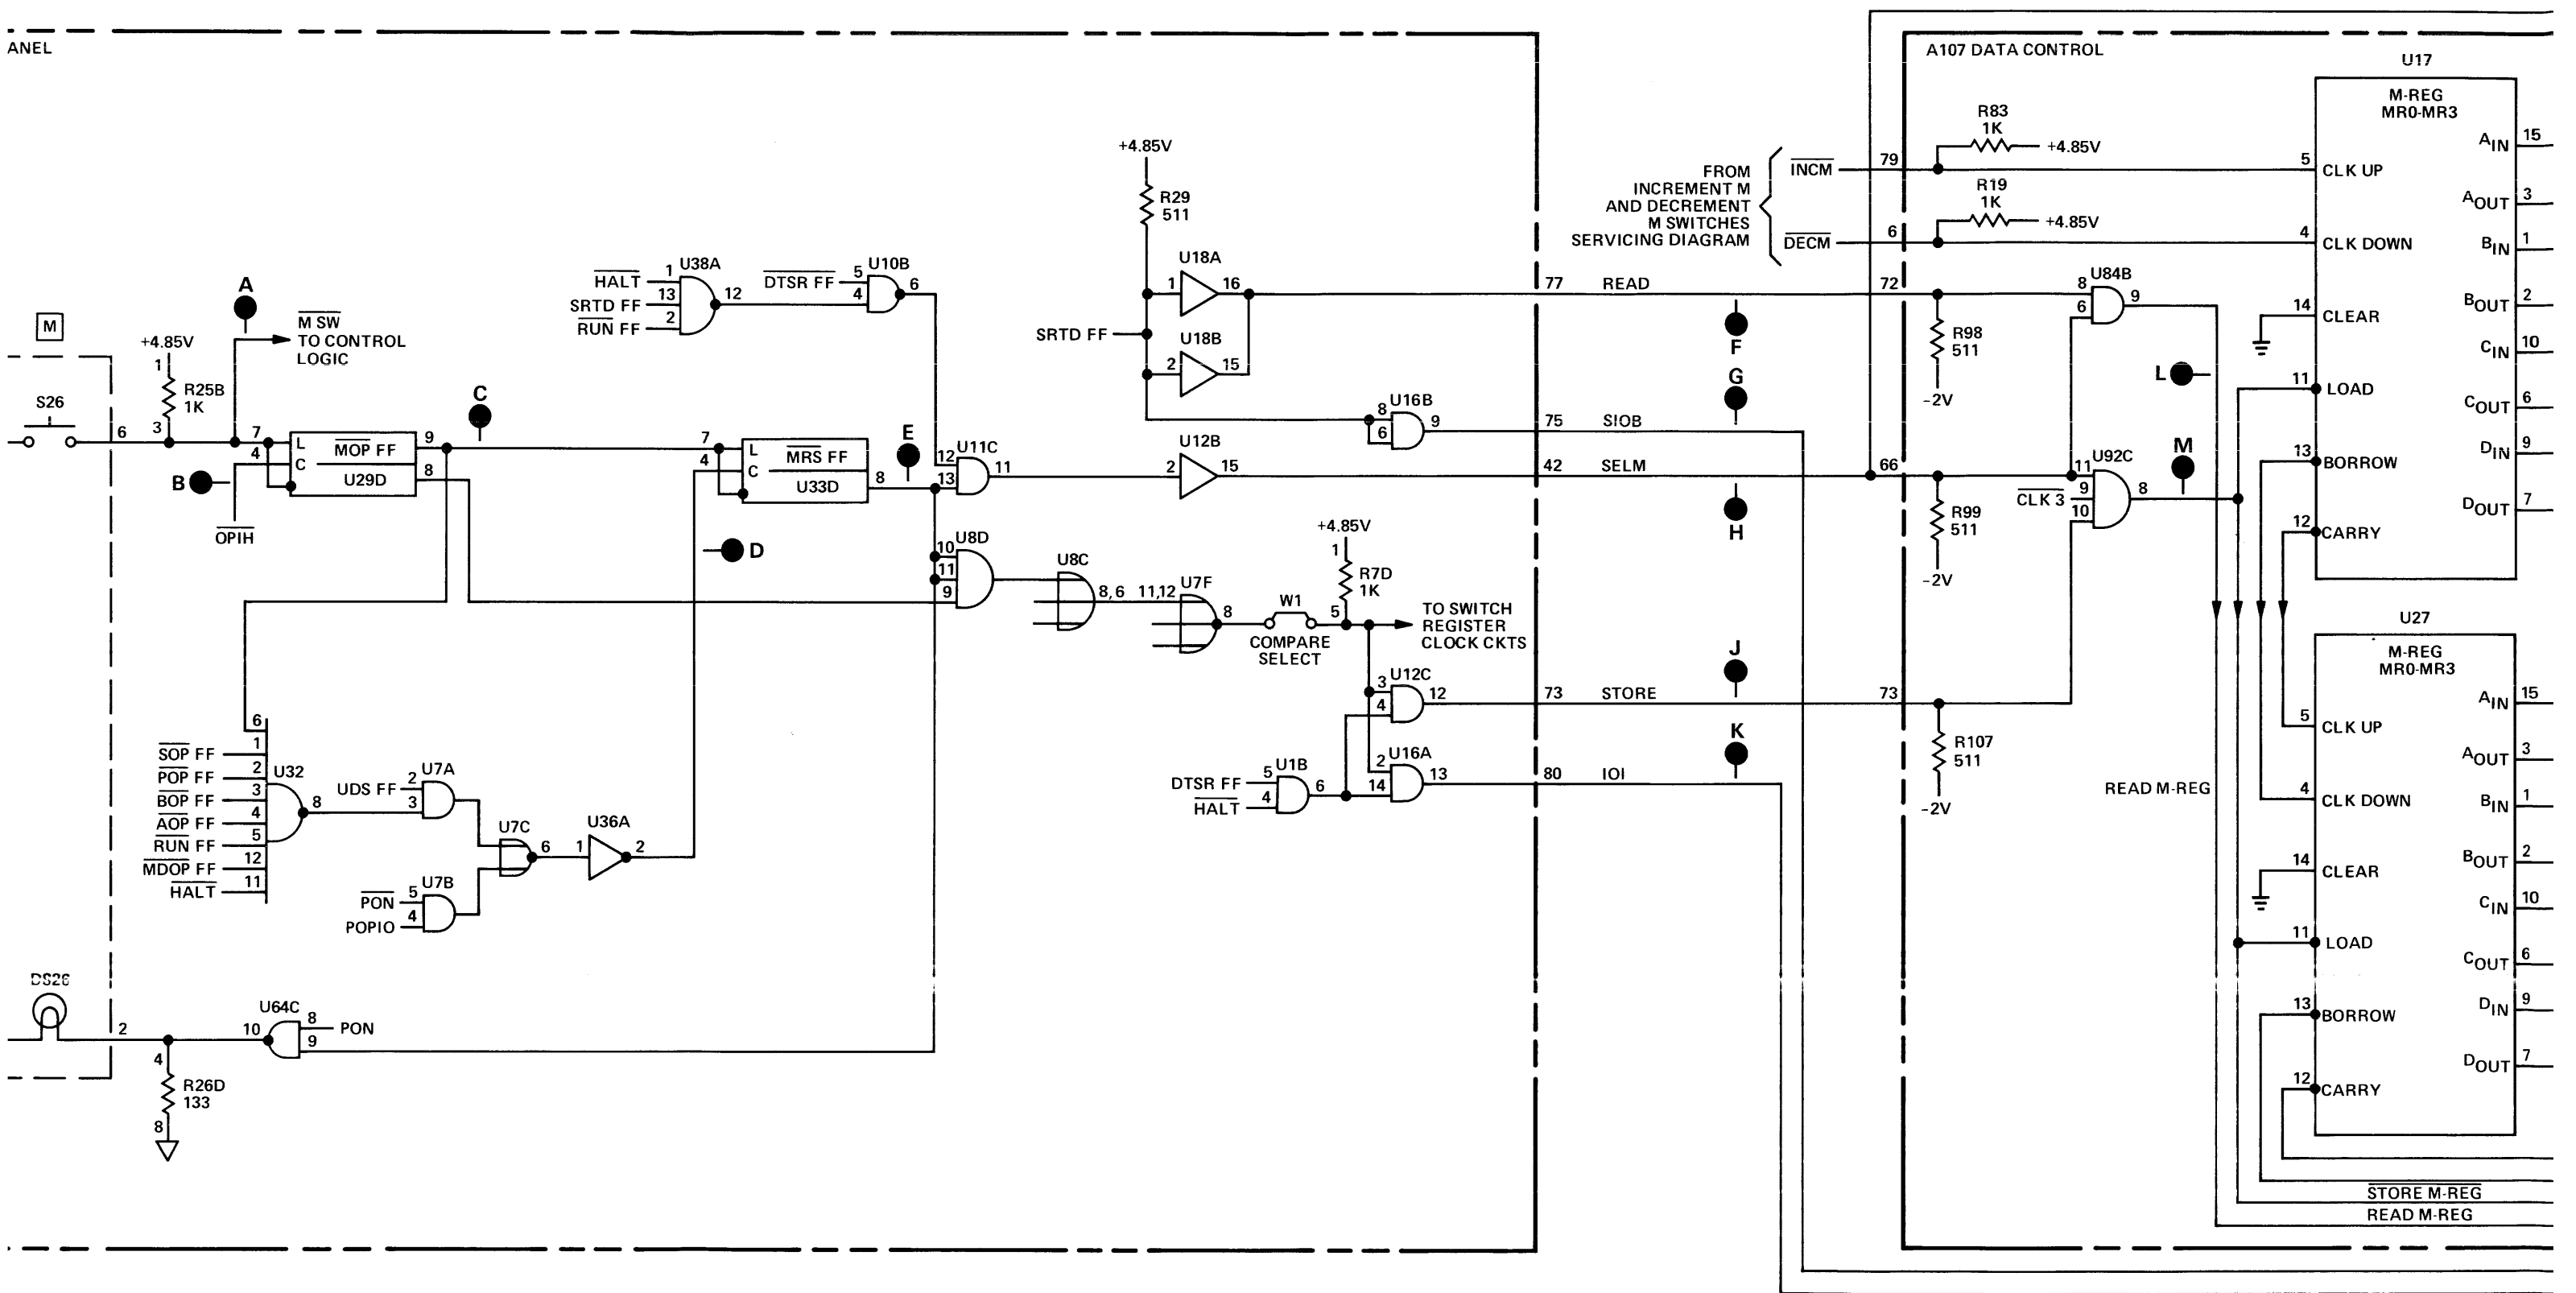 ANEL
A107 DATA CONTROL
U17
M-REG
MR0-MR3
AIN 15
AOUT 3
BIN 1
BOUT 2
CIN 10
COUT 6
DIN 9
DOUT 7
5 CLK UP
4 CLK DOWN
14 CLEAR
11 LOAD
13 BORROW
12 CARRY
R83
1K
+4.85V
R19
1K
+4.85V
FROM
INCREMENT M
AND DECREMENT
M SWITCHES
SERVICING DIAGRAM
INCM 79
DECM 6
+4.85V
R29
511
U18A
1 16
U18B
2 15
SRTD FF
77 READ 72
F
G
U16B
8
6
9
75 SIOB
U12B
2 15
42 SELM 66
H
R98
511
-2V
R99
511
-2V
U84B
8
6
9
L
U92C
11
CLK 3 9
10
8
M
U38A
HALT 1
SRTD FF 13
RUN FF 2
12
U10B
DTSR FF 5
4
6
A
M SW
TO CONTROL
LOGIC
M
+4.85V
1
R25B
1K
3
S26
6
7 L
4 C
MOP FF
U29D
9
8
B
OPIH
C
7 L
4 C
MRS FF
U33D
8
D
E
U11C
12
13
11
U8D
10
11
9
U8C
8,6 11,12
U7F
8
W1
COMPARE
SELECT
+4.85V
1
R7D
1K
5
TO SWITCH
REGISTER
CLOCK CKTS
U12C
3
4
12
73 STORE 73
J
K
U1B
DTSR FF 5
HALT 4
6
U16A
2
14
13
80 IOI
R107
511
-2V
READ M-REG
6
SOP FF 1
POP FF 2
BOP FF 3
AOP FF 4
RUN FF 5
MDOP FF 12
HALT 11
U32
8
U7A
UDS FF 2
3
U7B
PON 5
POPIO 4
U7C
6
U36A
1 2
DS26
2
U64C
10
8 PON
9
4
R26D
133
8
U27
M-REG
MR0-MR3
AIN 15
AOUT 3
BIN 1
BOUT 2
CIN 10
COUT 6
DIN 9
DOUT 7
5 CLK UP
4 CLK DOWN
14 CLEAR
11 LOAD
13 BORROW
12 CARRY
STORE M-REG
READ M-REG